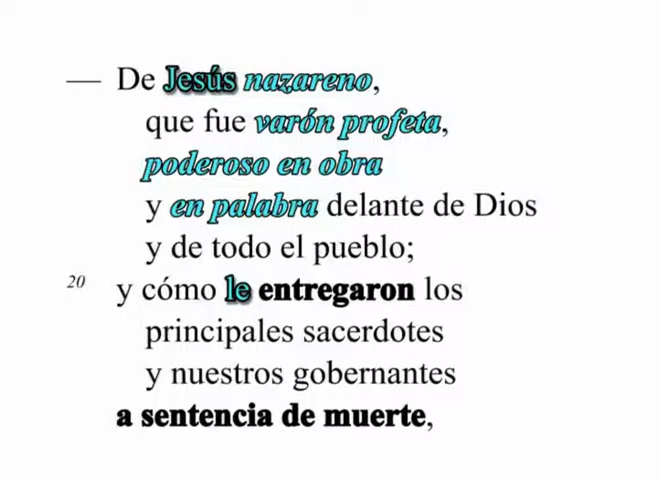 — De Jesús nazareno,
que fue varón profeta,
poderoso en obra
y en palabra delante de Dios
y de todo el pueblo;
20 y cómo le entregaron los
principales sacerdotes
y nuestros gobernantes
a sentencia de muerte,